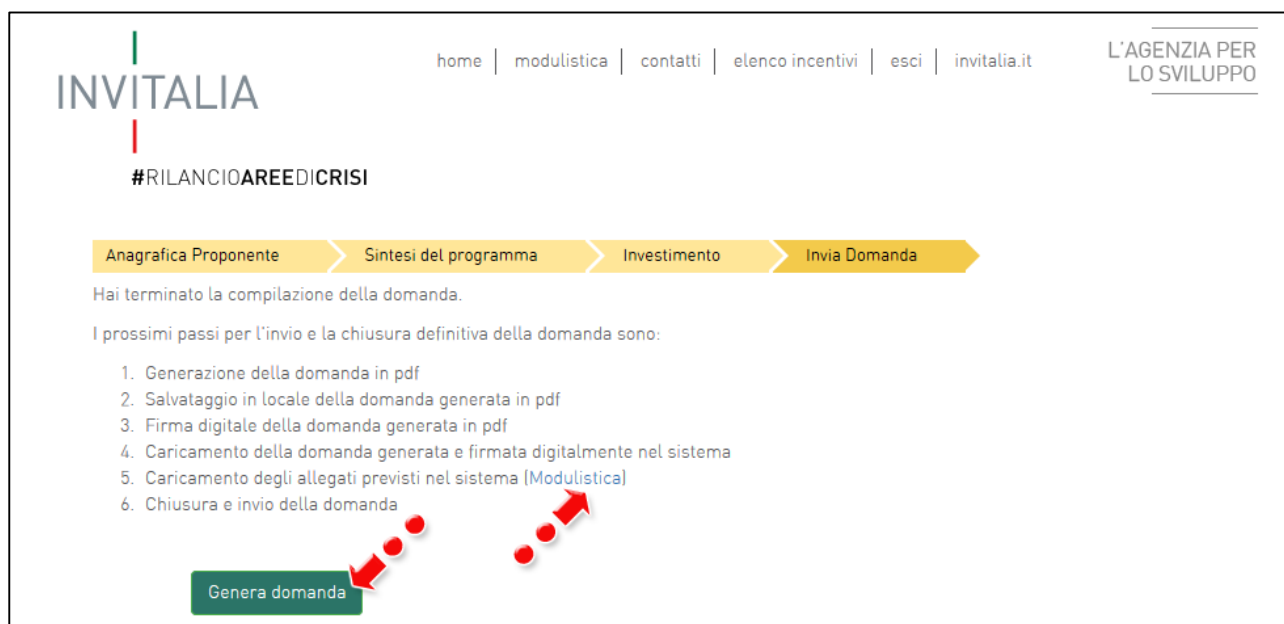 INVITALIA
home | modulistica | contatti | elenco incentivi | esci | invitalia.it
L'AGENZIA PER
LO SVILUPPO
#RILANCIOAREEDICRISI
Anagrafica Proponente
Sintesi del programma
Investimento
Invia Domanda
Hai terminato la compilazione della domanda.
I prossimi passi per l'invio e la chiusura definitiva della domanda sono:
1. Generazione della domanda in pdf
2. Salvataggio in locale della domanda generata in pdf
3. Firma digitale della domanda generata in pdf
4. Caricamento della domanda generata e firmata digitalmente nel sistema
5. Caricamento degli allegati previsti nel sistema (Modulistica)
6. Chiusura e invio della domanda
Genera domanda